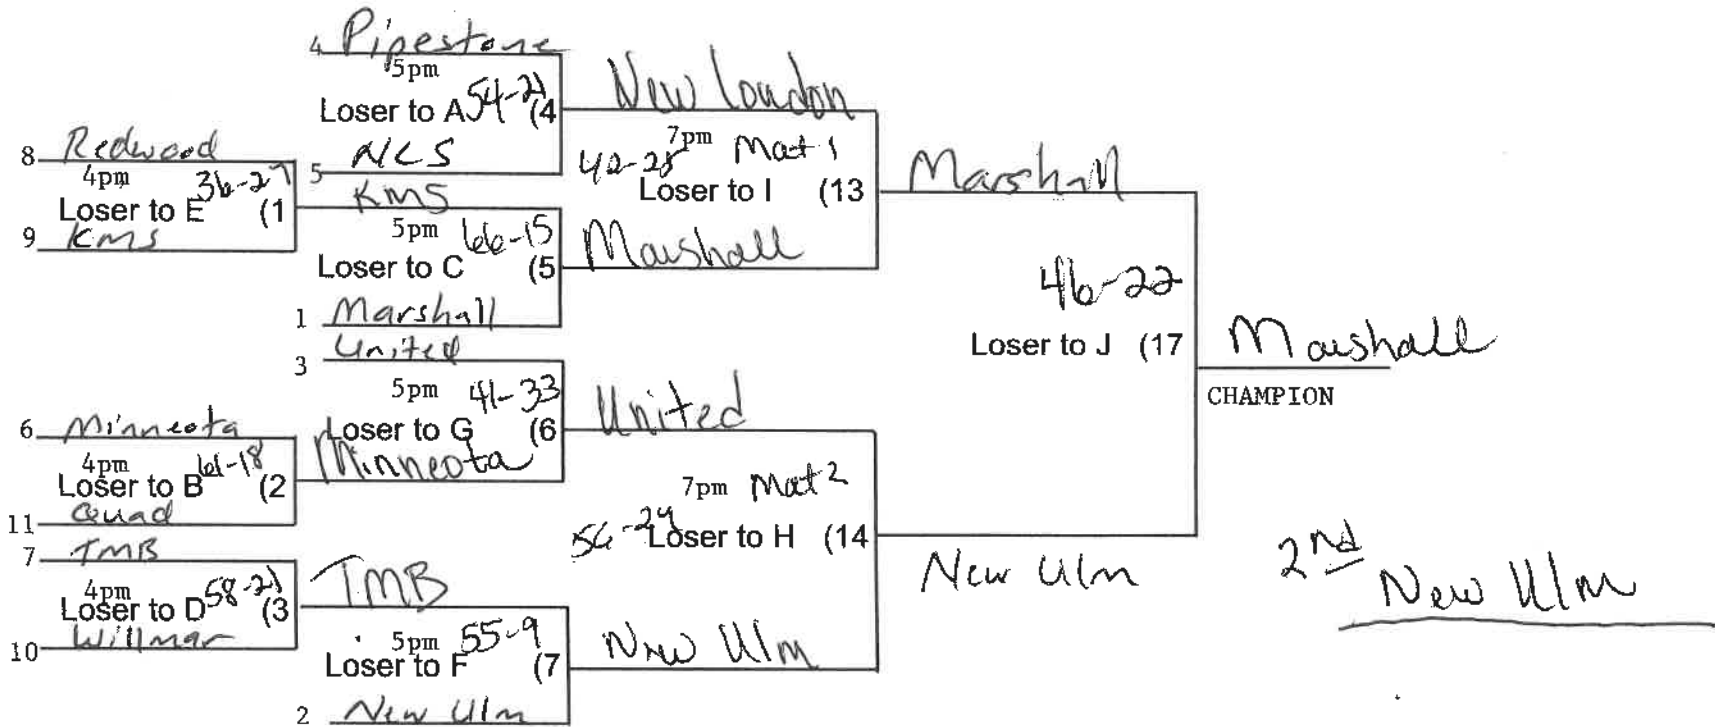 4 Pipestone
5pm
Loser to A 54-21 (4
5 NLS
New London
8 Redwood
4pm 36-27
Loser to E (1
9 KMS
KMS
5pm 66-15
Loser to C (5
1 Marshall
7pm Mat 1
Loser to I (13
Marshall
Marshall
3 United
5pm 41-33
Loser to G (6
Minneota
6 Minneota
4pm 61-18
Loser to B (2
11 Quad
United
7 TMB
4pm
Loser to D 58-21 (3
10 Willmar
TMB
5pm 55-9
Loser to F (7
2 New Ulm
7pm Mat 2
Loser to H (14
New Ulm
New Ulm
46-22
Loser to J (17
Marshall
CHAMPION
2nd
New Ulm